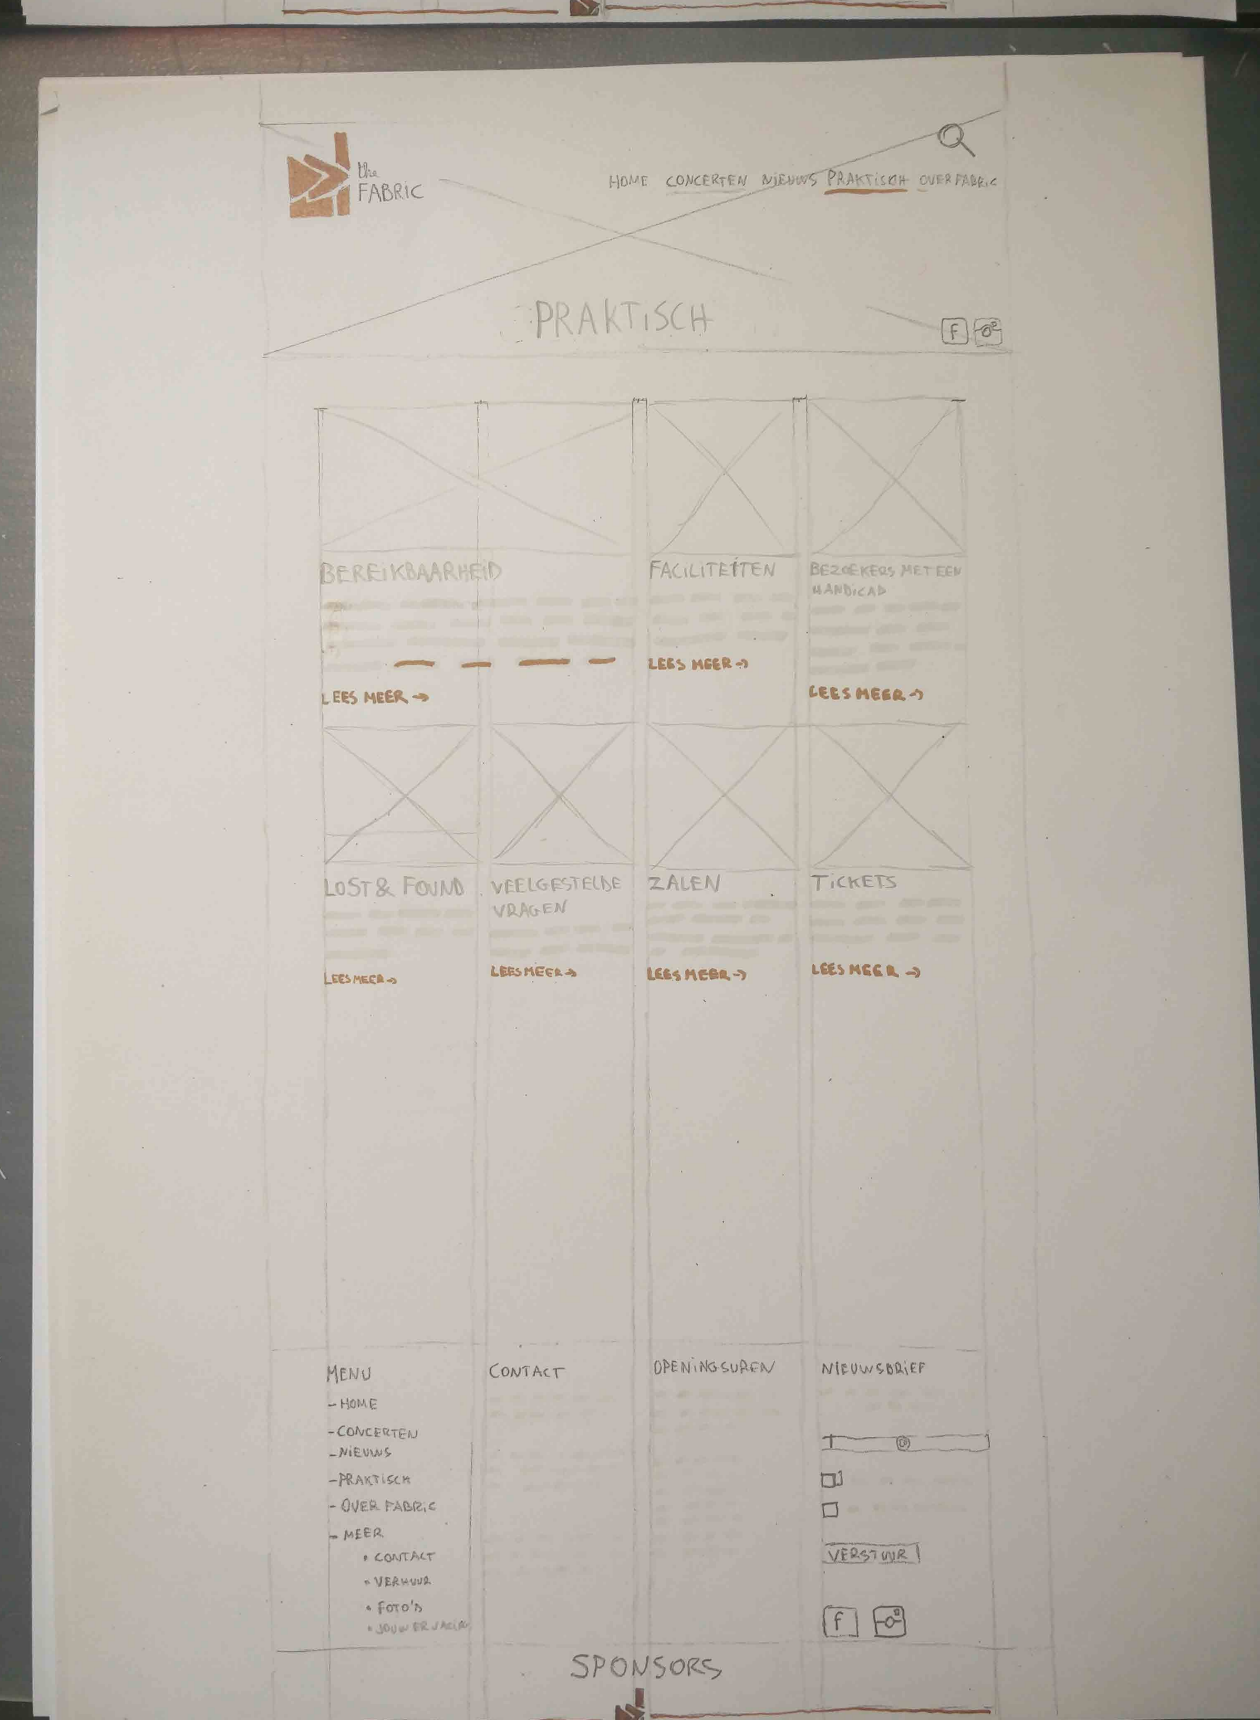 the
FABRIC
HOME CONCERTEN NIEUWS PRAKTISCH OVER FABRIC
PRAKTISCH
f
BEREIKBAARHEID
LEES MEER →
FACILITEITEN
LEES MEER →
BEZOEKERS MET EEN
HANDICAP
LEES MEER →
LOST & FOUND
LEES MEER →
VEELGESTELDE
VRAGEN
LEES MEER →
ZALEN
LEES MEER →
TICKETS
LEES MEER →
MENU
- HOME
- CONCERTEN
- NIEUWS
- PRAKTISCH
- OVER FABRIC
- MEER
• CONTACT
• VERHUUR
• FOTO'S
• JOUW
CONTACT
OPENINGSUREN
NIEUWSBRIEF
@
VERSTUUR
f
SPONSORS